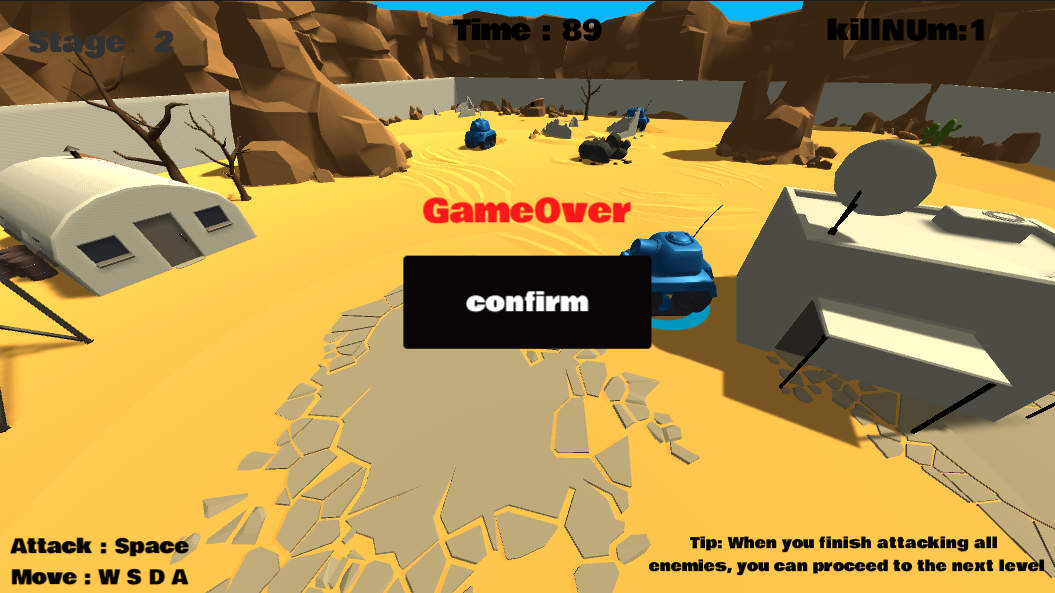 Stage  2
Time : 89
killNUm:1
GameOver
confirm
Attack : Space
Move : W S D A
Tip: When you finish attacking all
enemies, you can proceed to the next level